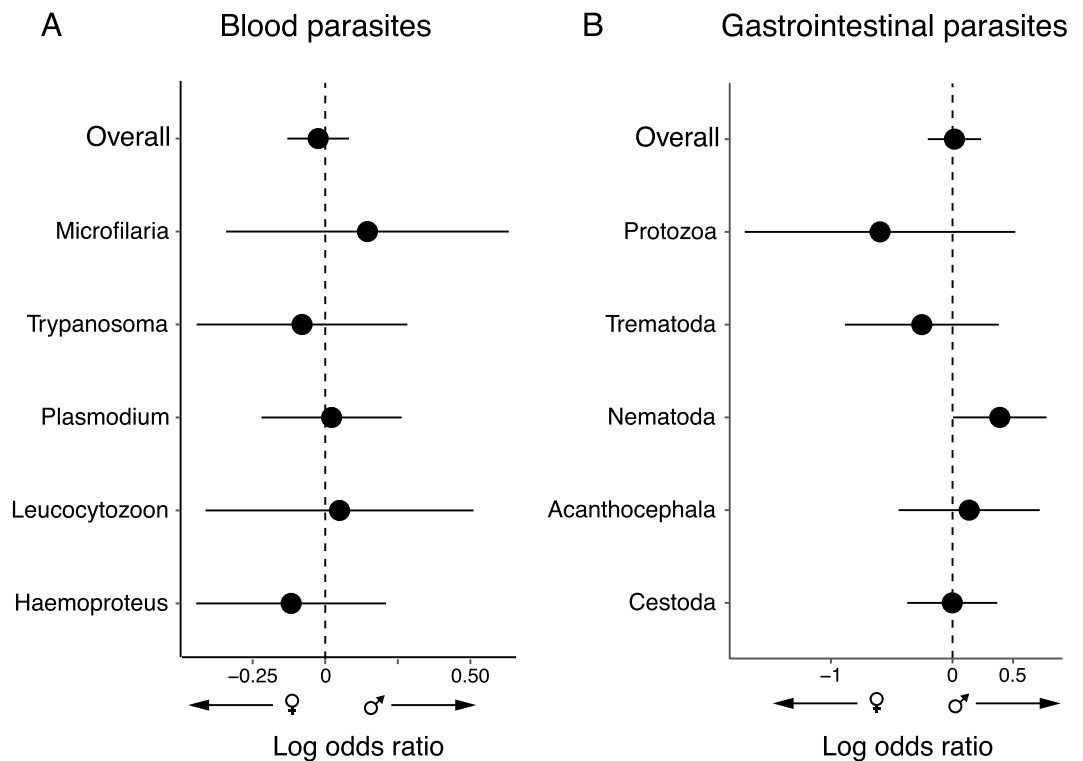 A
Blood parasites
Overall
Microfilaria
Trypanosoma
Plasmodium
Leucocytozoon
Haemoproteus
−0.25 0 0.50
♀ ♂
Log odds ratio
B
Gastrointestinal parasites
Overall
Protozoa
Trematoda
Nematoda
Acanthocephala
Cestoda
−1 0 0.5
♀ ♂
Log odds ratio